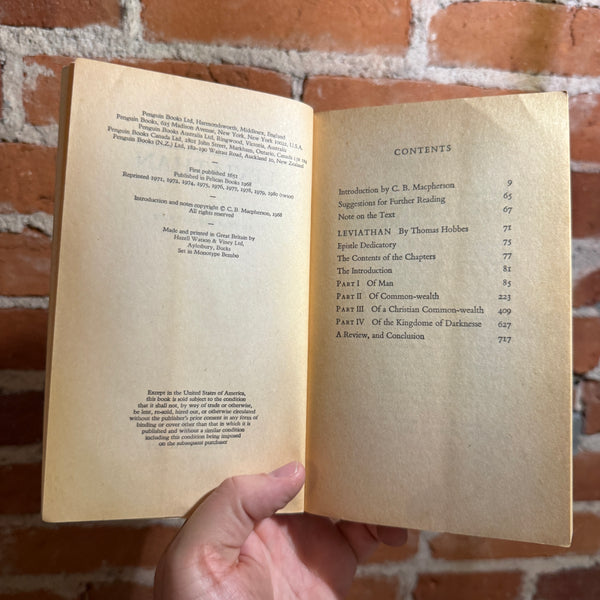 Penguin Books Ltd, Harmondsworth, Middlesex, England
Penguin Books, 625 Madison Avenue, New York, New York 10022, U.S.A.
Penguin Books Australia Ltd, Ringwood, Victoria, Australia
Penguin Books Canada Ltd, 2801 John Street, Markham, Ontario, Canada L3R 1B4
Penguin Books (N.Z.) Ltd, 182-190 Wairau Road, Auckland 10, New Zealand
—
First published 1651
Published in Pelican Books 1968
Reprinted 1971, 1972, 1974, 1975, 1976, 1977, 1978, 1979, 1980 (twice)
—
Introduction and notes copyright © C. B. Macpherson, 1968
All rights reserved
—
Made and printed in Great Britain by
Hazell Watson & Viney Ltd,
Aylesbury, Bucks
Set in Monotype Bembo
Except in the United States of America,
this book is sold subject to the condition
that it shall not, by way of trade or otherwise,
be lent, re-sold, hired out, or otherwise circulated
without the publisher's prior consent in any form of
binding or cover other than that in which it is
published and without a similar condition
including this condition being imposed
on the subsequent purchaser
CONTENTS
Introduction by C. B. Macpherson 9
Suggestions for Further Reading 65
Note on the Text 67
LEVIATHAN By Thomas Hobbes 71
Epistle Dedicatory 75
The Contents of the Chapters 77
The Introduction 81
PART I Of Man 85
PART II Of Common-wealth 223
PART III Of a Christian Common-wealth 409
PART IV Of the Kingdome of Darknesse 627
A Review, and Conclusion 717